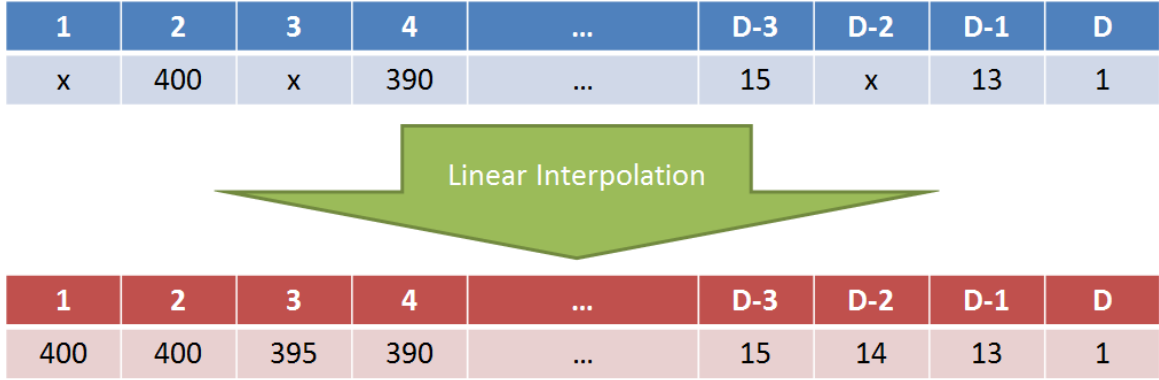 1 2 3 4 ... D-3 D-2 D-1 D
x 400 x 390 ... 15 x 13 1
Linear Interpolation
1 2 3 4 ... D-3 D-2 D-1 D
400 400 395 390 ... 15 14 13 1